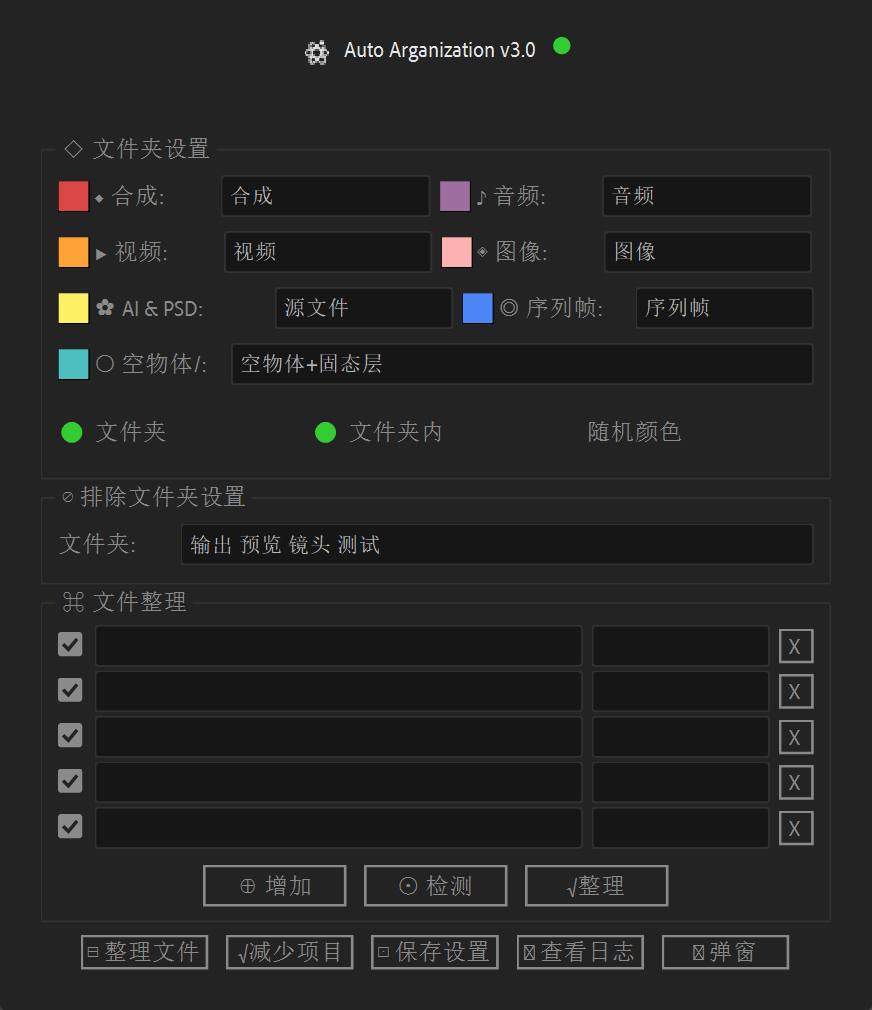 Auto Arganization v3.0
◇ 文件夹设置
◆ 合成: 合成 ♪ 音频: 音频
▶ 视频: 视频 ◈ 图像: 图像
✿ AI & PSD: 源文件 ◎ 序列帧: 序列帧
○ 空物体/: 空物体+固态层
文件夹 文件夹内 随机颜色
⊘ 排除文件夹设置
文件夹: 输出 预览 镜头 测试
⌘ 文件整理
X
X
X
X
X
⊕ 增加 ⊙ 检测 √整理
⊟ 整理文件 √减少项目 ⊡ 保存设置 查看日志 弹窗